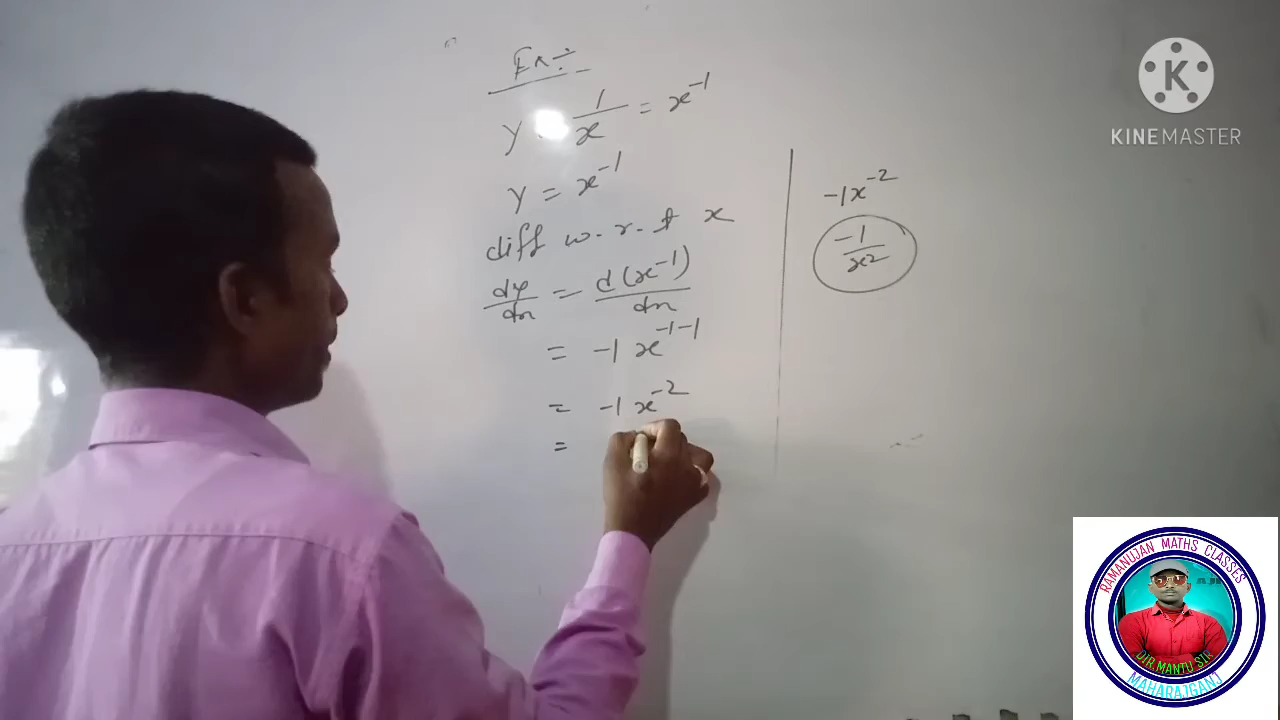 Ex:-
y = 1/x = x^-1
y = x^-1
diff w.r.t x
dy/dx = d(x^-1)/dx
= -1 x^-1-1
= -1 x^-2
=
-1x^-2
-1/x^2
K
KINEMASTER
RAMANUJAN MATHS CLASSES
DIR MANTU SIR
MAHARAJGANJ